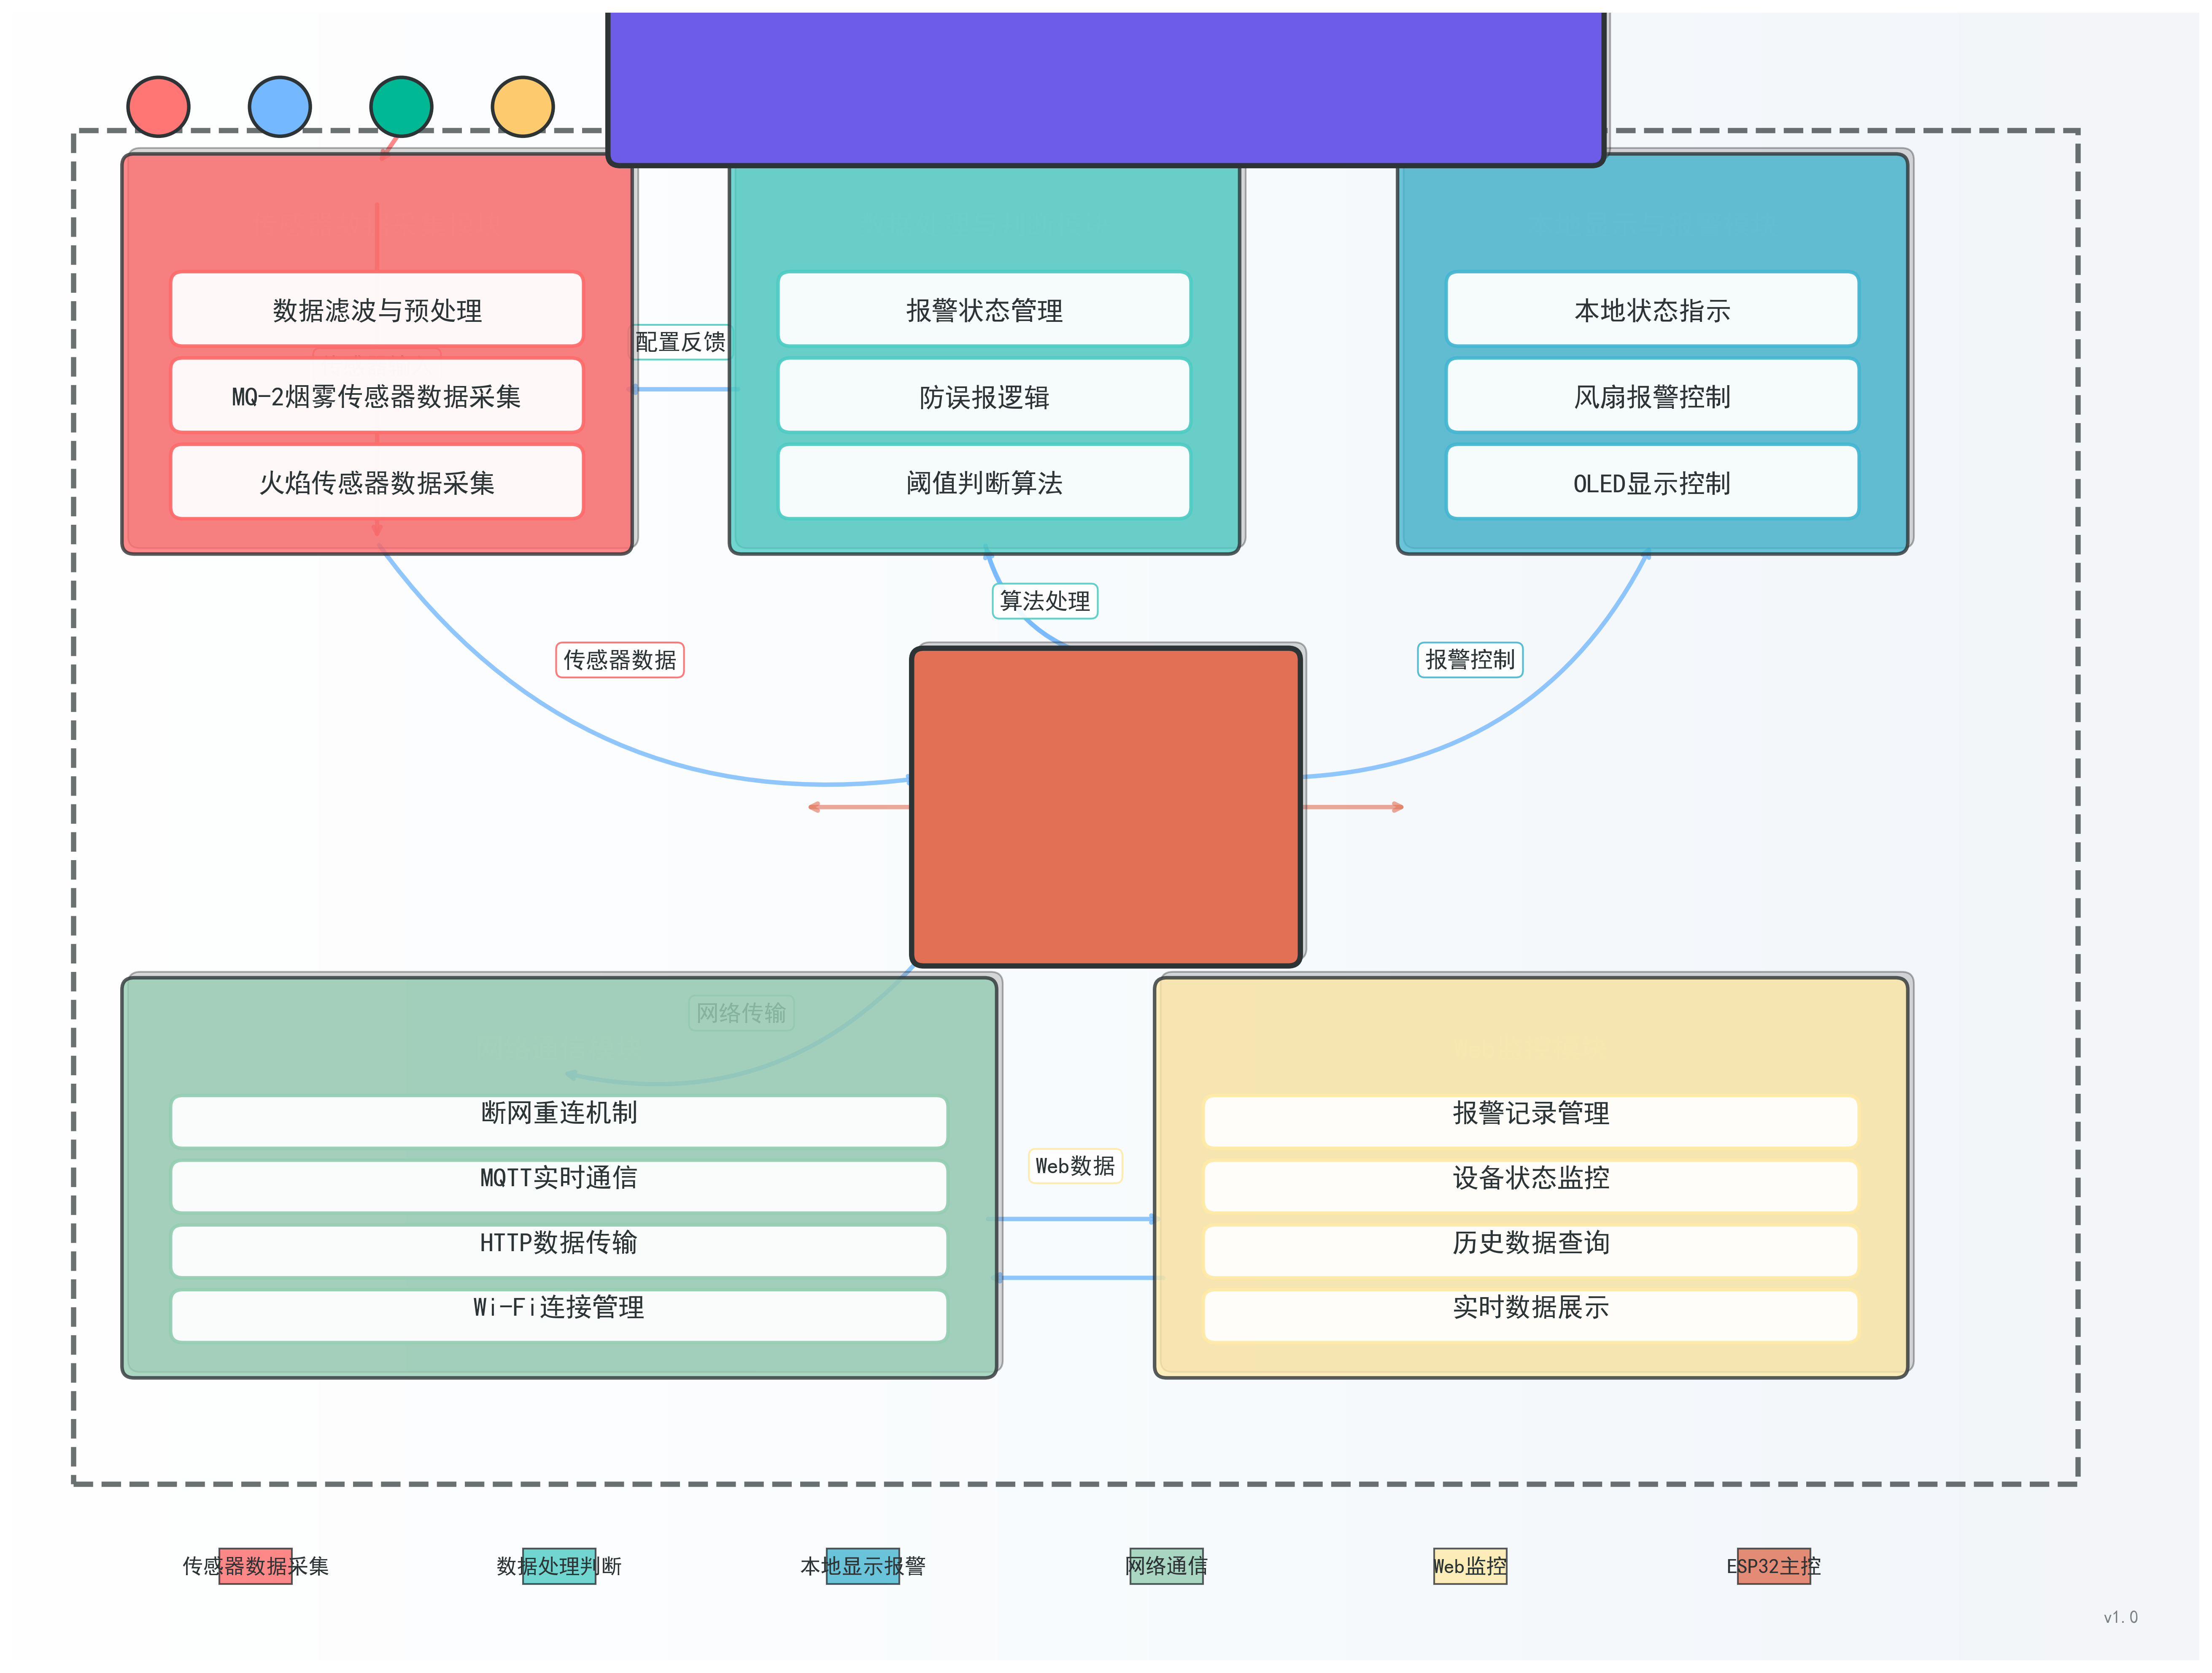 数据滤波与预处理
MQ-2烟雾传感器数据采集
火焰传感器数据采集
配置反馈
报警状态管理
防误报逻辑
阈值判断算法
本地状态指示
风扇报警控制
OLED显示控制
算法处理
传感器数据
报警控制
网络传输
断网重连机制
MQTT实时通信
HTTP数据传输
Wi-Fi连接管理
Web数据
报警记录管理
设备状态监控
历史数据查询
实时数据展示
传感器数据采集
数据处理判断
本地显示报警
网络通信
Web监控
ESP32主控
v1.0